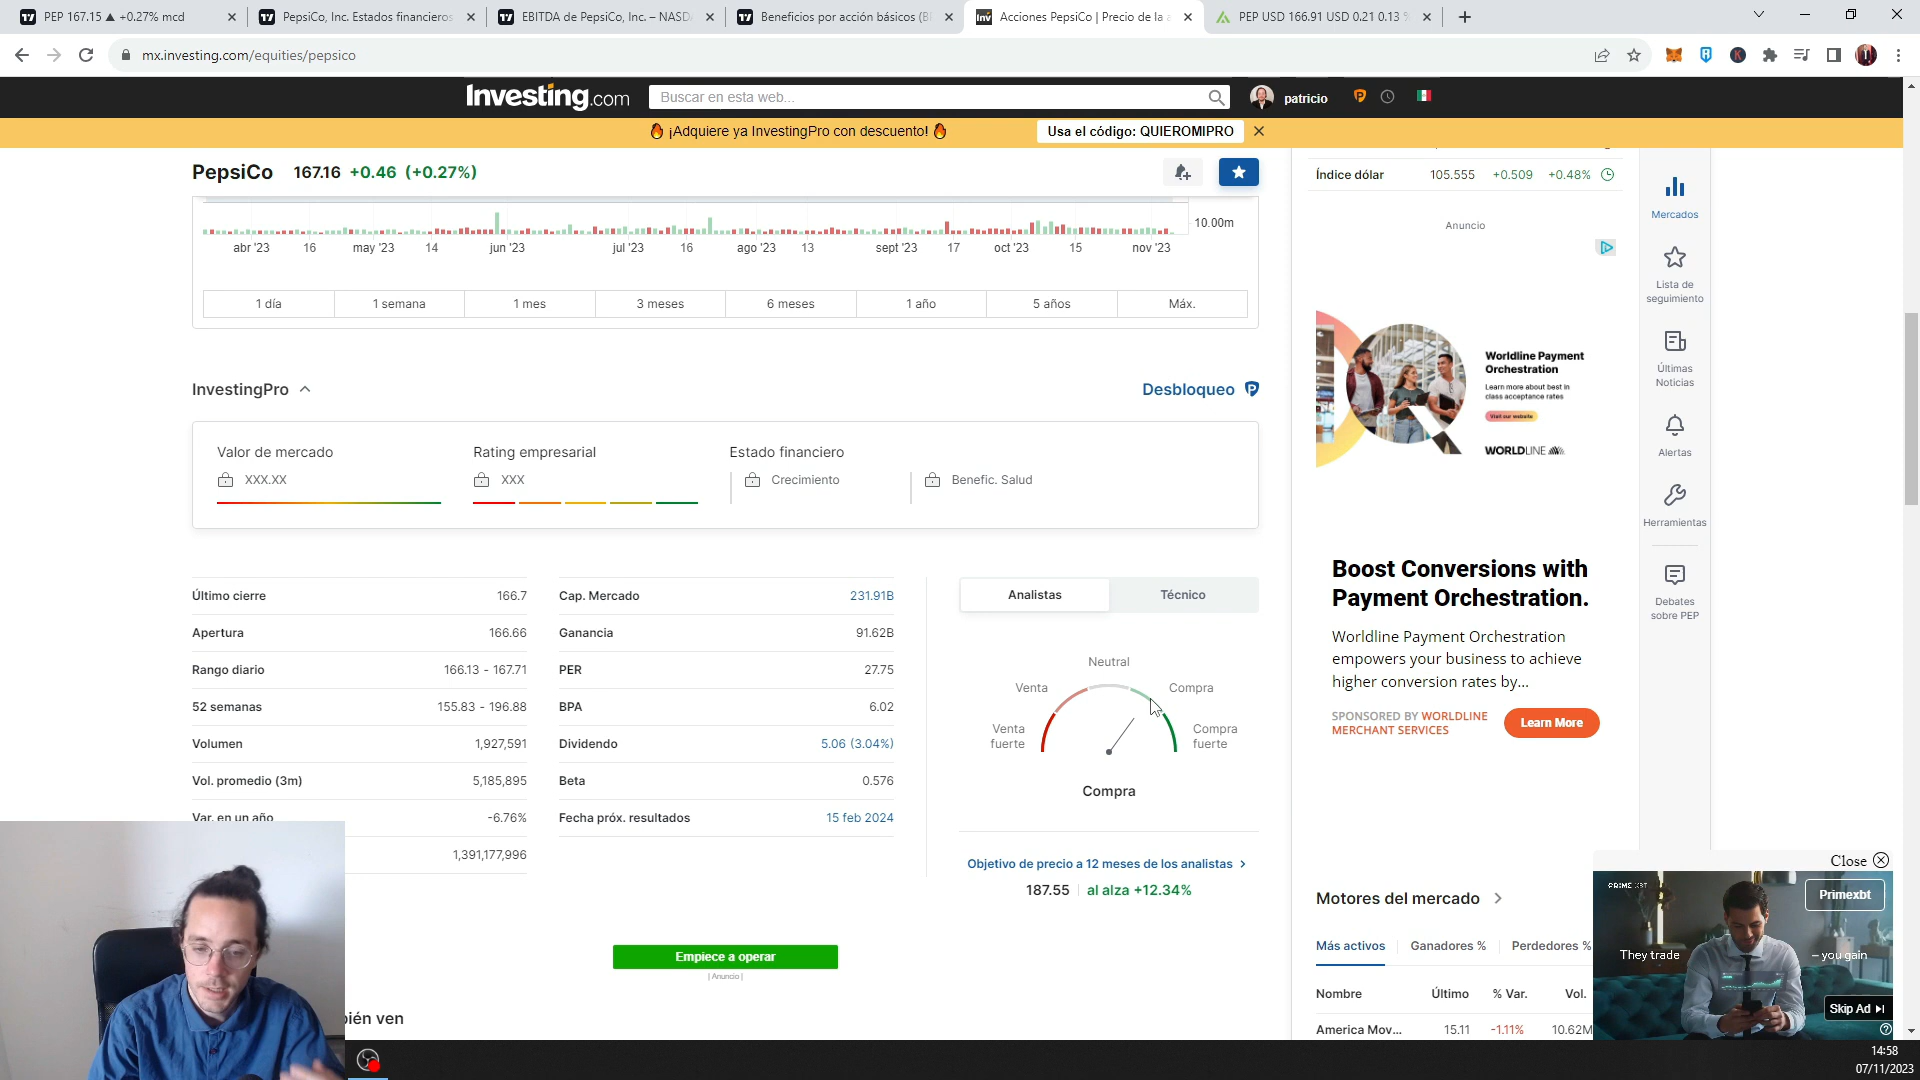 PEP 167.15 ▲ +0.27% mcd
PepsiCo, Inc. Estados financieros
EBITDA de PepsiCo, Inc. – NASD
Beneficios por acción básicos (B
Acciones PepsiCo | Precio de la a
PEP USD 166.91 USD 0.21 0.13 %
mx.investing.com/equities/pepsico
Investing.com
Buscar en esta web...
patricio
¡Adquiere ya InvestingPro con descuento!
Usa el código: QUIEROMIPRO
PepsiCo 167.16 +0.46 (+0.27%)
10.00m
abr '23 16 may '23 14 jun '23 jul '23 16 ago '23 13 sept '23 17 oct '23 15 nov '23
1 día 1 semana 1 mes 3 meses 6 meses 1 año 5 años Máx.
InvestingPro
Desbloqueo
Valor de mercado
XXX.XX
Rating empresarial
XXX
Estado financiero
Crecimiento
Benefic. Salud
Último cierre 166.7
Apertura 166.66
Rango diario 166.13 - 167.71
52 semanas 155.83 - 196.88
Volumen 1,927,591
Vol. promedio (3m) 5,185,895
Var. en un año -6.76%
1,391,177,996
Cap. Mercado 231.91B
Ganancia 91.62B
PER 27.75
BPA 6.02
Dividendo 5.06 (3.04%)
Beta 0.576
Fecha próx. resultados 15 feb 2024
Analistas
Técnico
Neutral
Venta
Compra
Venta
fuerte
Compra
fuerte
Compra
Objetivo de precio a 12 meses de los analistas >
187.55 al alza +12.34%
Empiece a operar
| Anuncio |
bién ven
Índice dólar 105.555 +0.509 +0.48%
Anuncio
Worldline Payment
Orchestration
Learn more about best in
class acceptance rates
Visit our website
WORLDLINE
Boost Conversions with
Payment Orchestration.
Worldline Payment Orchestration
empowers your business to achieve
higher conversion rates by...
SPONSORED BY WORLDLINE
MERCHANT SERVICES
Learn More
Motores del mercado
Más activos
Ganadores %
Perdedores %
Nombre Último % Var. Vol.
America Mov... 15.11 -1.11% 10.62M
Mercados
Lista de
seguimiento
Últimas
Noticias
Alertas
Herramientas
Debates
sobre PEP
Close
PRIME XBT
Primexbt
They trade
– you gain
Skip Ad
14:58
07/11/2023